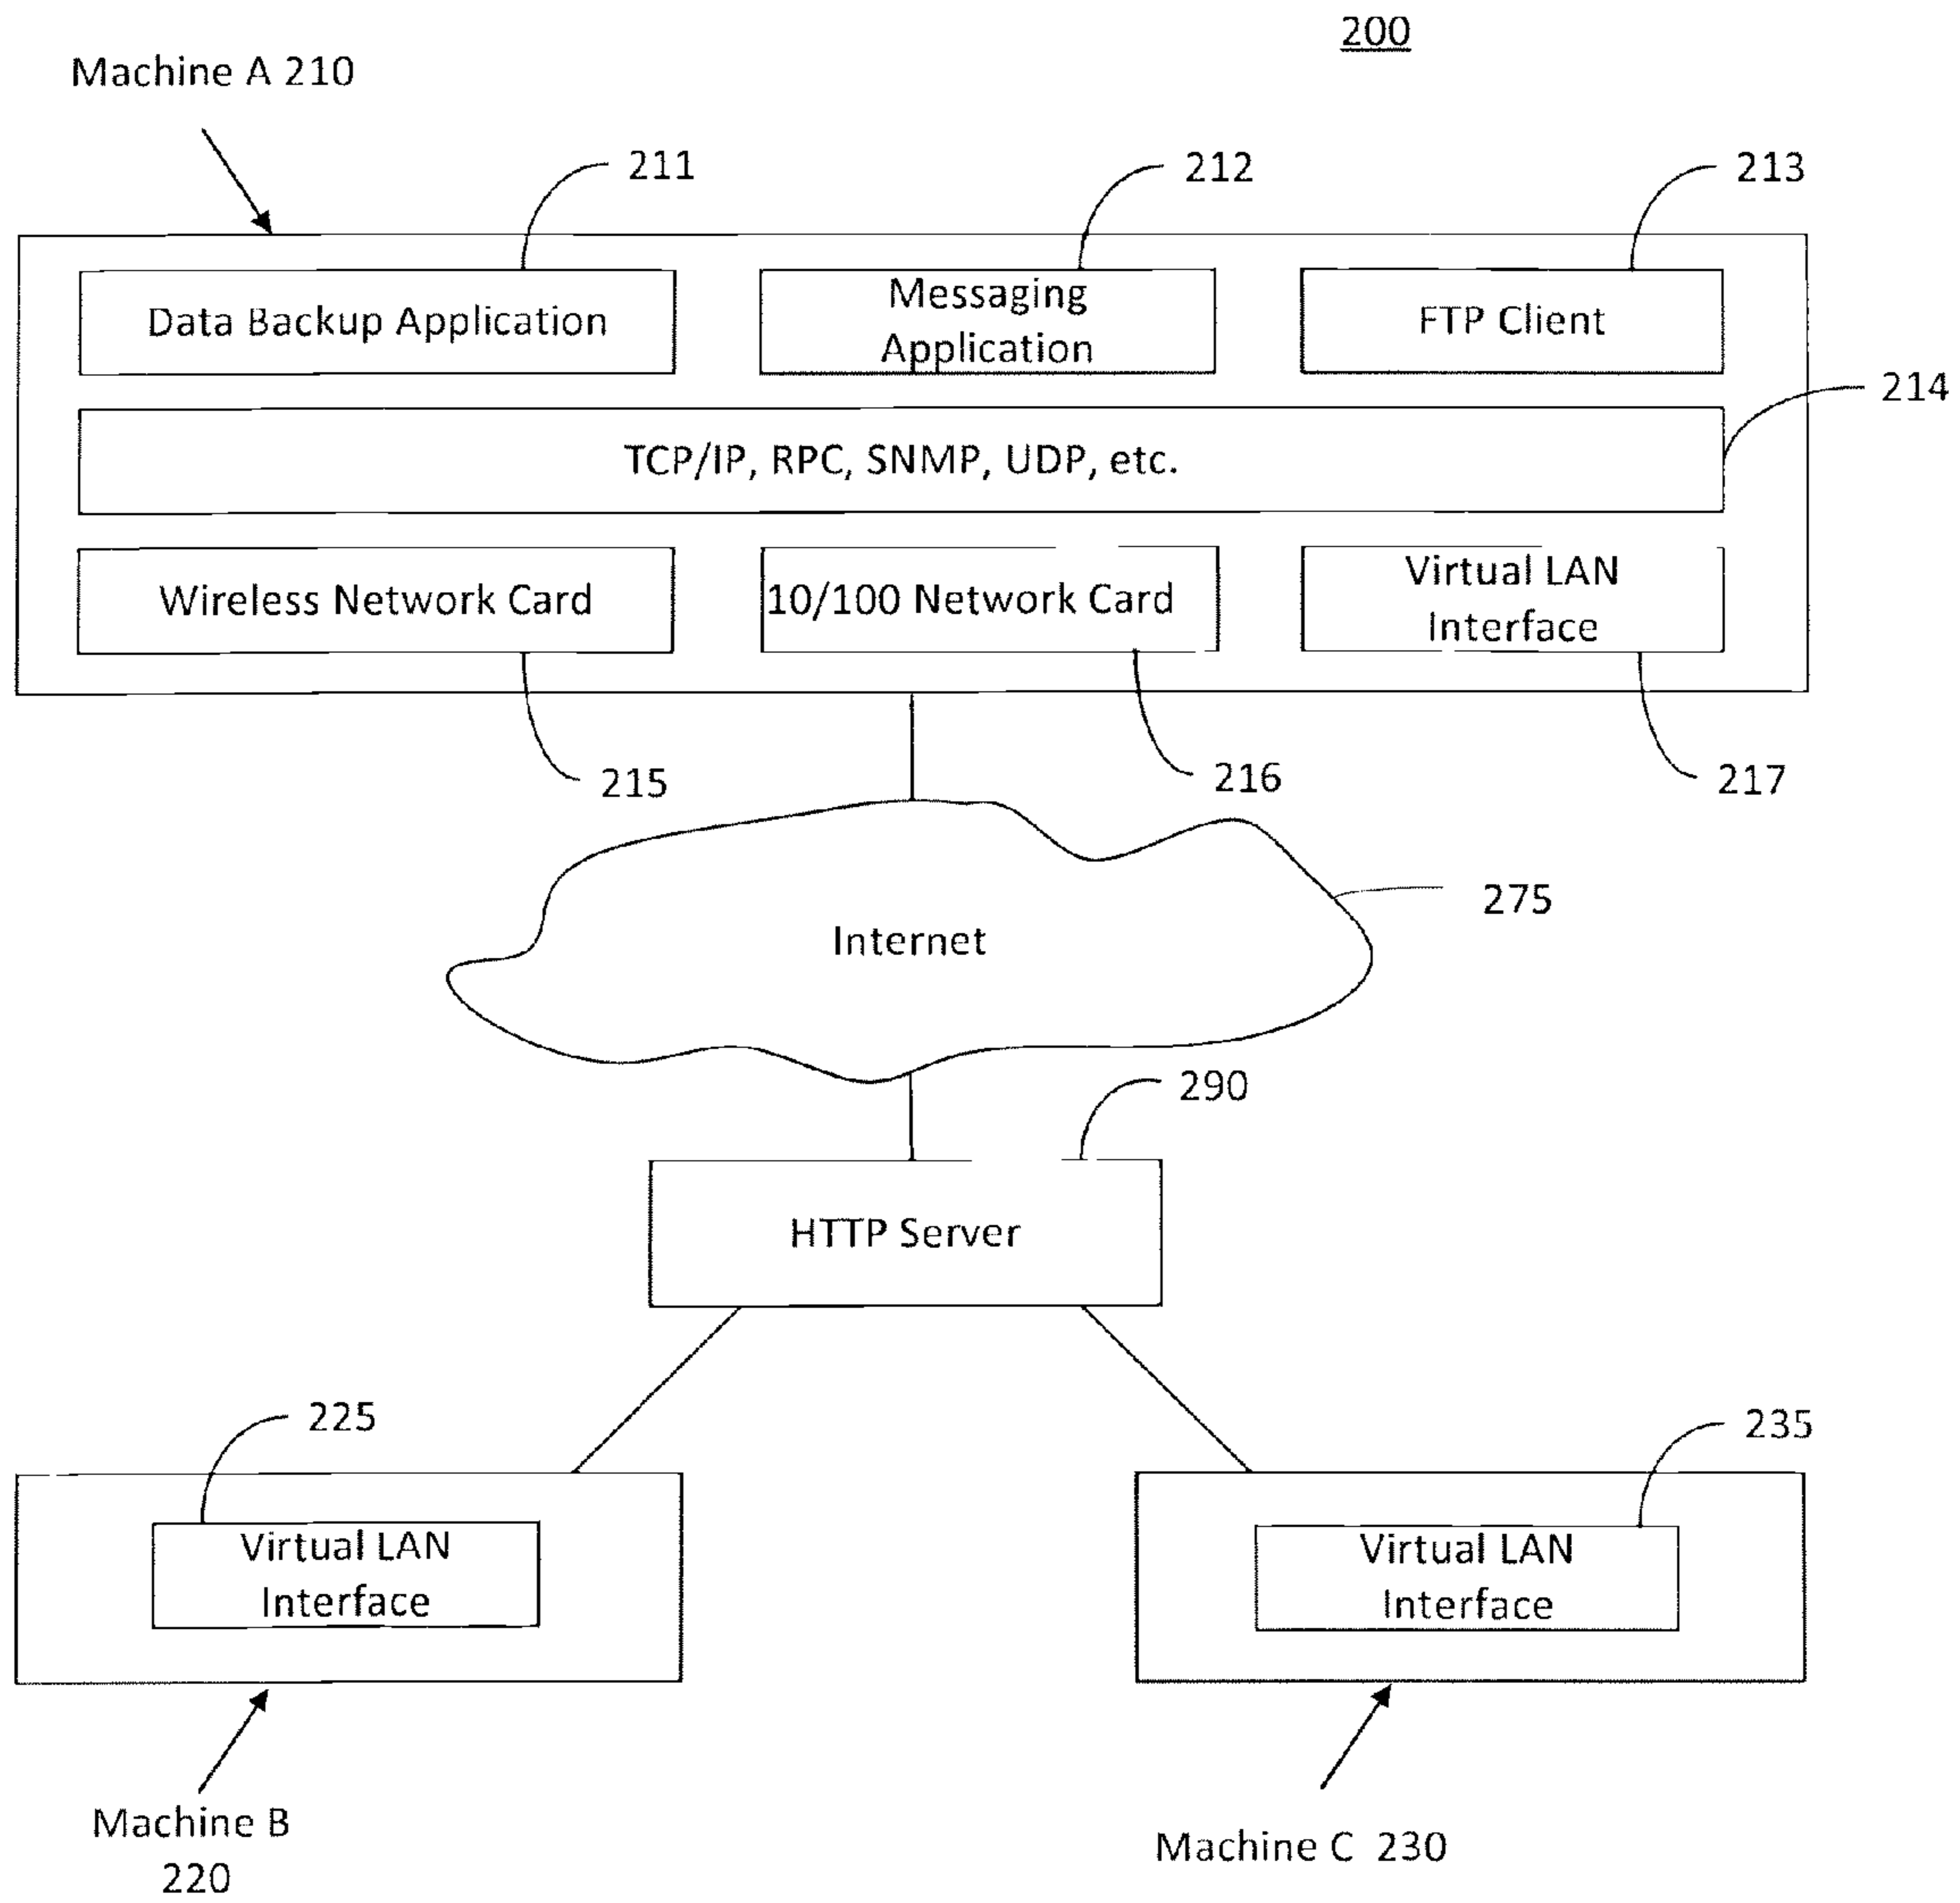 200
Machine A 210
211
212
213
Data Backup Application
Messaging
Application
FTP Client
214
TCP/IP, RPC, SNMP, UDP, etc.
Wireless Network Card
10/100 Network Card
Virtual LAN
Interface
215
216
217
275
Internet
290
HTTP Server
225
235
Virtual LAN
Interface
Virtual LAN
Interface
Machine B
220
Machine C 230